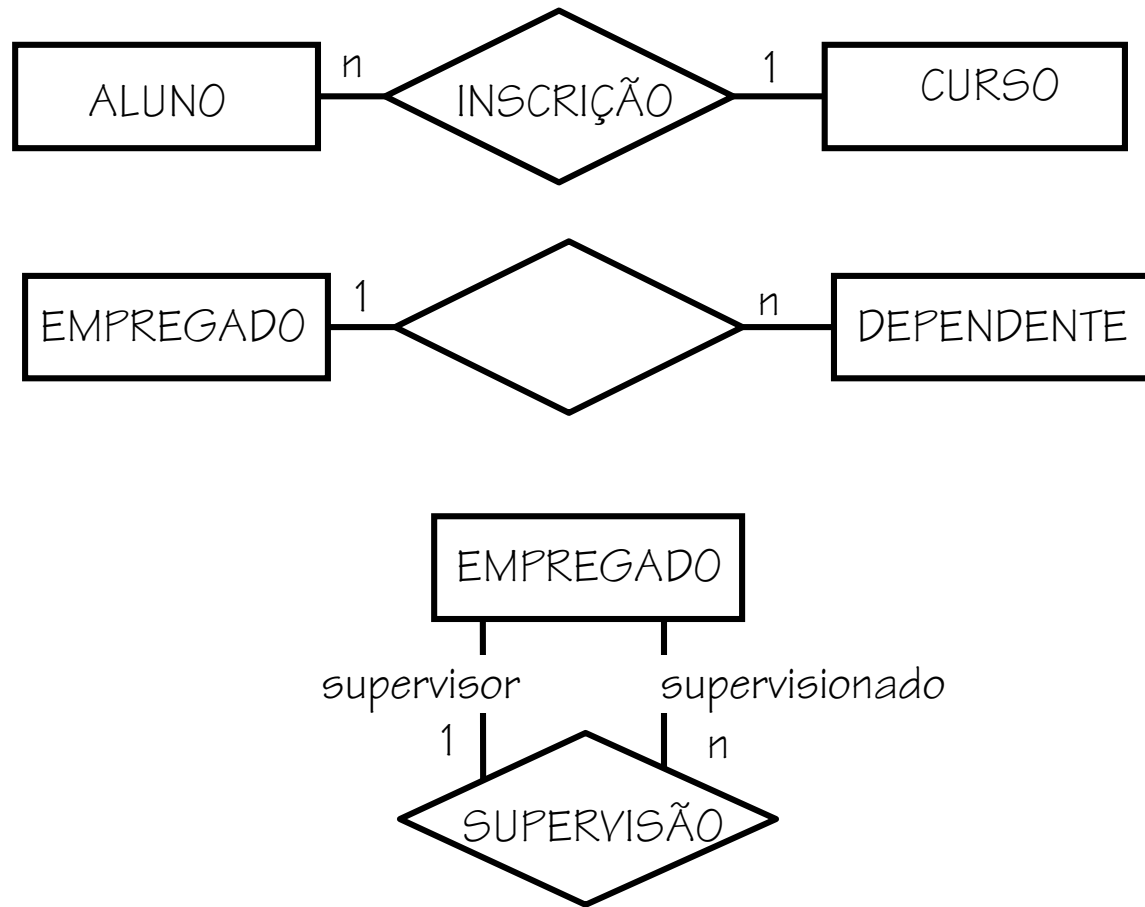 n 1
ALUNO INSCRIÇÃO CURSO
1 n
EMPREGADO DEPENDENTE
EMPREGADO
supervisor supervisionado
1 n
SUPERVISÃO